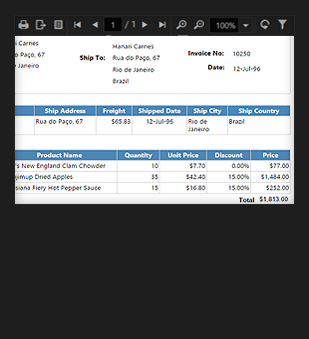 1 / 1 100%
nari Carnes Hanari Carnes Invoice No: 10250
a do Paço, 67 Ship To: Rua do Paço, 67
Janeiro Rio de Janeiro Date: 12-Jul-96
Brazil
Ship Address Freight Shipped Date Ship City Ship Country
Rua do Paço, 67 $65.83 12-Jul-96 Rio de Janeiro Brazil
Product Name Quantity Unit Price Discount Price
's New England Clam Chowder 10 $7.70 0.00% $77.00
jimup Dried Apples 35 $42.40 15.00% $1,484.00
siana Fiery Hot Pepper Sauce 15 $16.80 15.00% $252.00
Total $1,813.00